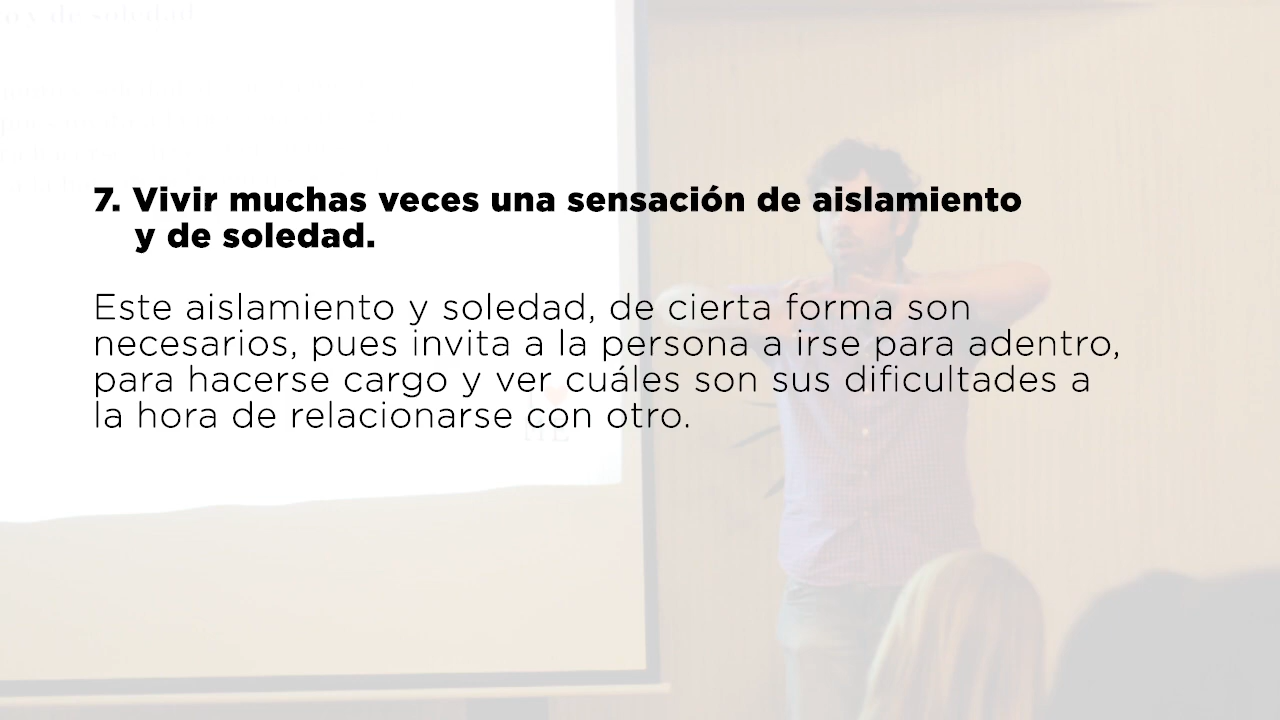 o y de soledad
7. Vivir muchas veces una sensación de aislamiento
y de soledad.
Este aislamiento y soledad, de cierta forma son
necesarios, pues invita a la persona a irse para adentro,
para hacerse cargo y ver cuáles son sus dificultades a
la hora de relacionarse con otro.